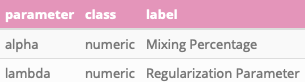 parameter class label
alpha numeric Mixing Percentage
lambda numeric Regularization Parameter